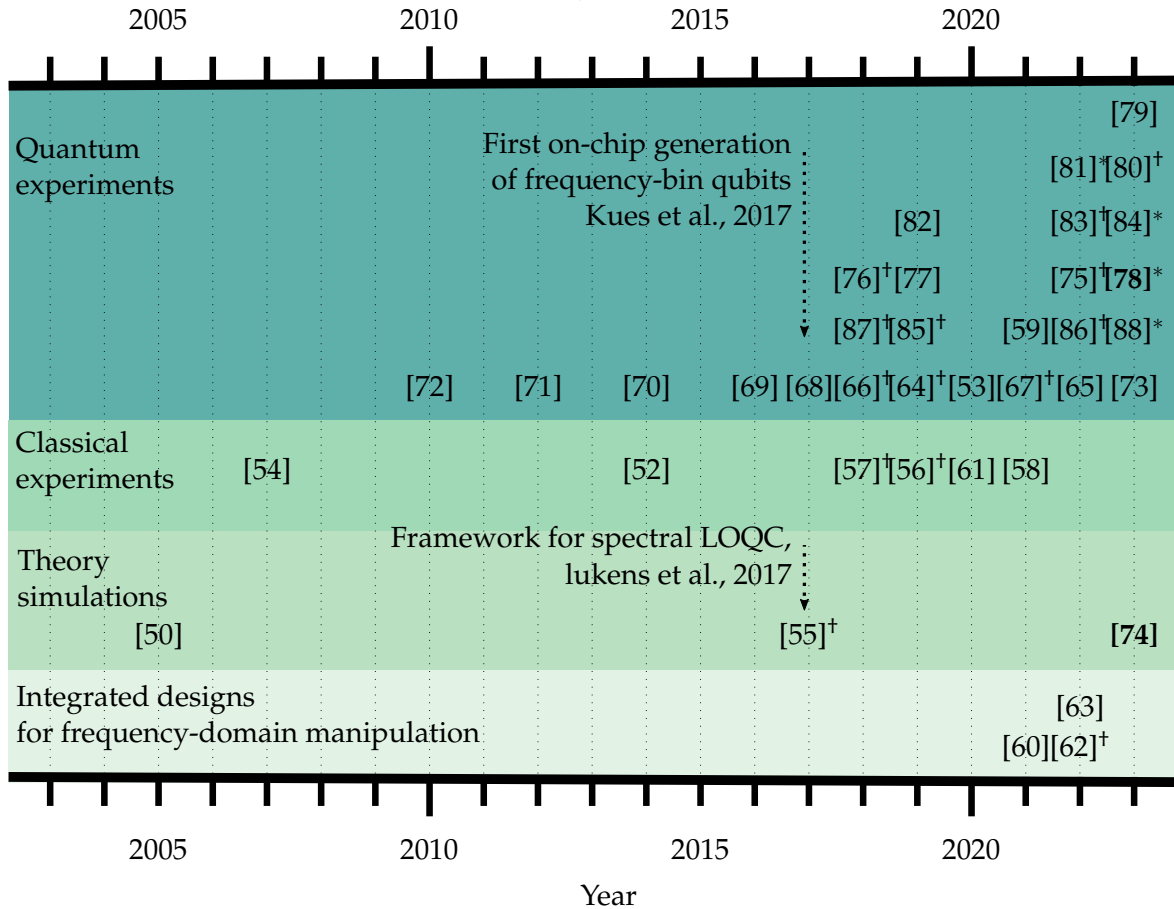 2005 2010 2015 2020
[79]
Quantum
experiments
First on-chip generation
of frequency-bin qubits
Kues et al., 2017
[81]* [80]†
[82] [83]† [84]*
[76]† [77] [75]† [78]*
[87]† [85]† [59] [86]† [88]*
[72] [71] [70] [69] [68] [66]† [64]† [53] [67]† [65] [73]
Classical
experiments
[54] [52] [57]† [56]† [61] [58]
Framework for spectral LOQC,
lukens et al., 2017
Theory
simulations
[50] [55]† [74]
Integrated designs
for frequency-domain manipulation
[63]
[60] [62]†
2005 2010 2015 2020
Year